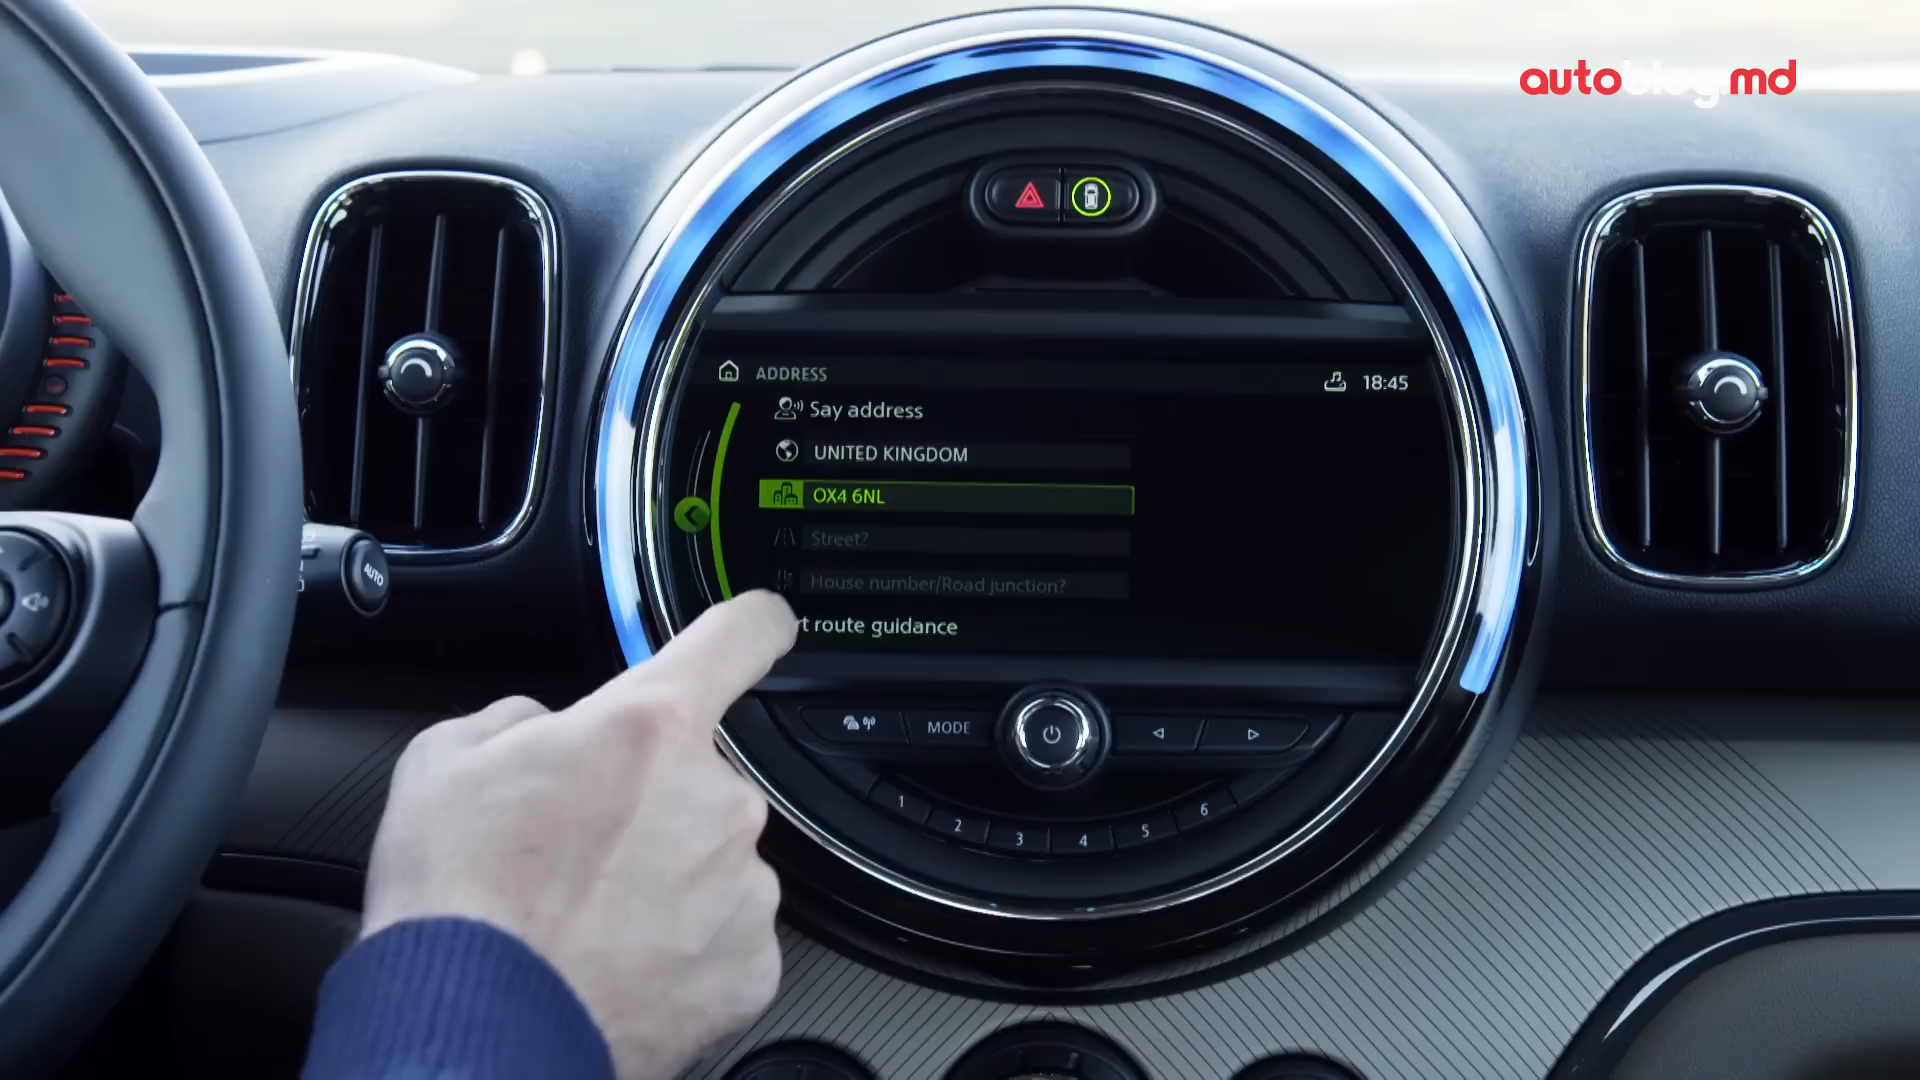 autoblog.md
ADDRESS
18:45
Say address
UNITED KINGDOM
OX4 6NL
Street?
House number/Road junction?
rt route guidance
MODE
1
2
3
4
5
6
AUTO